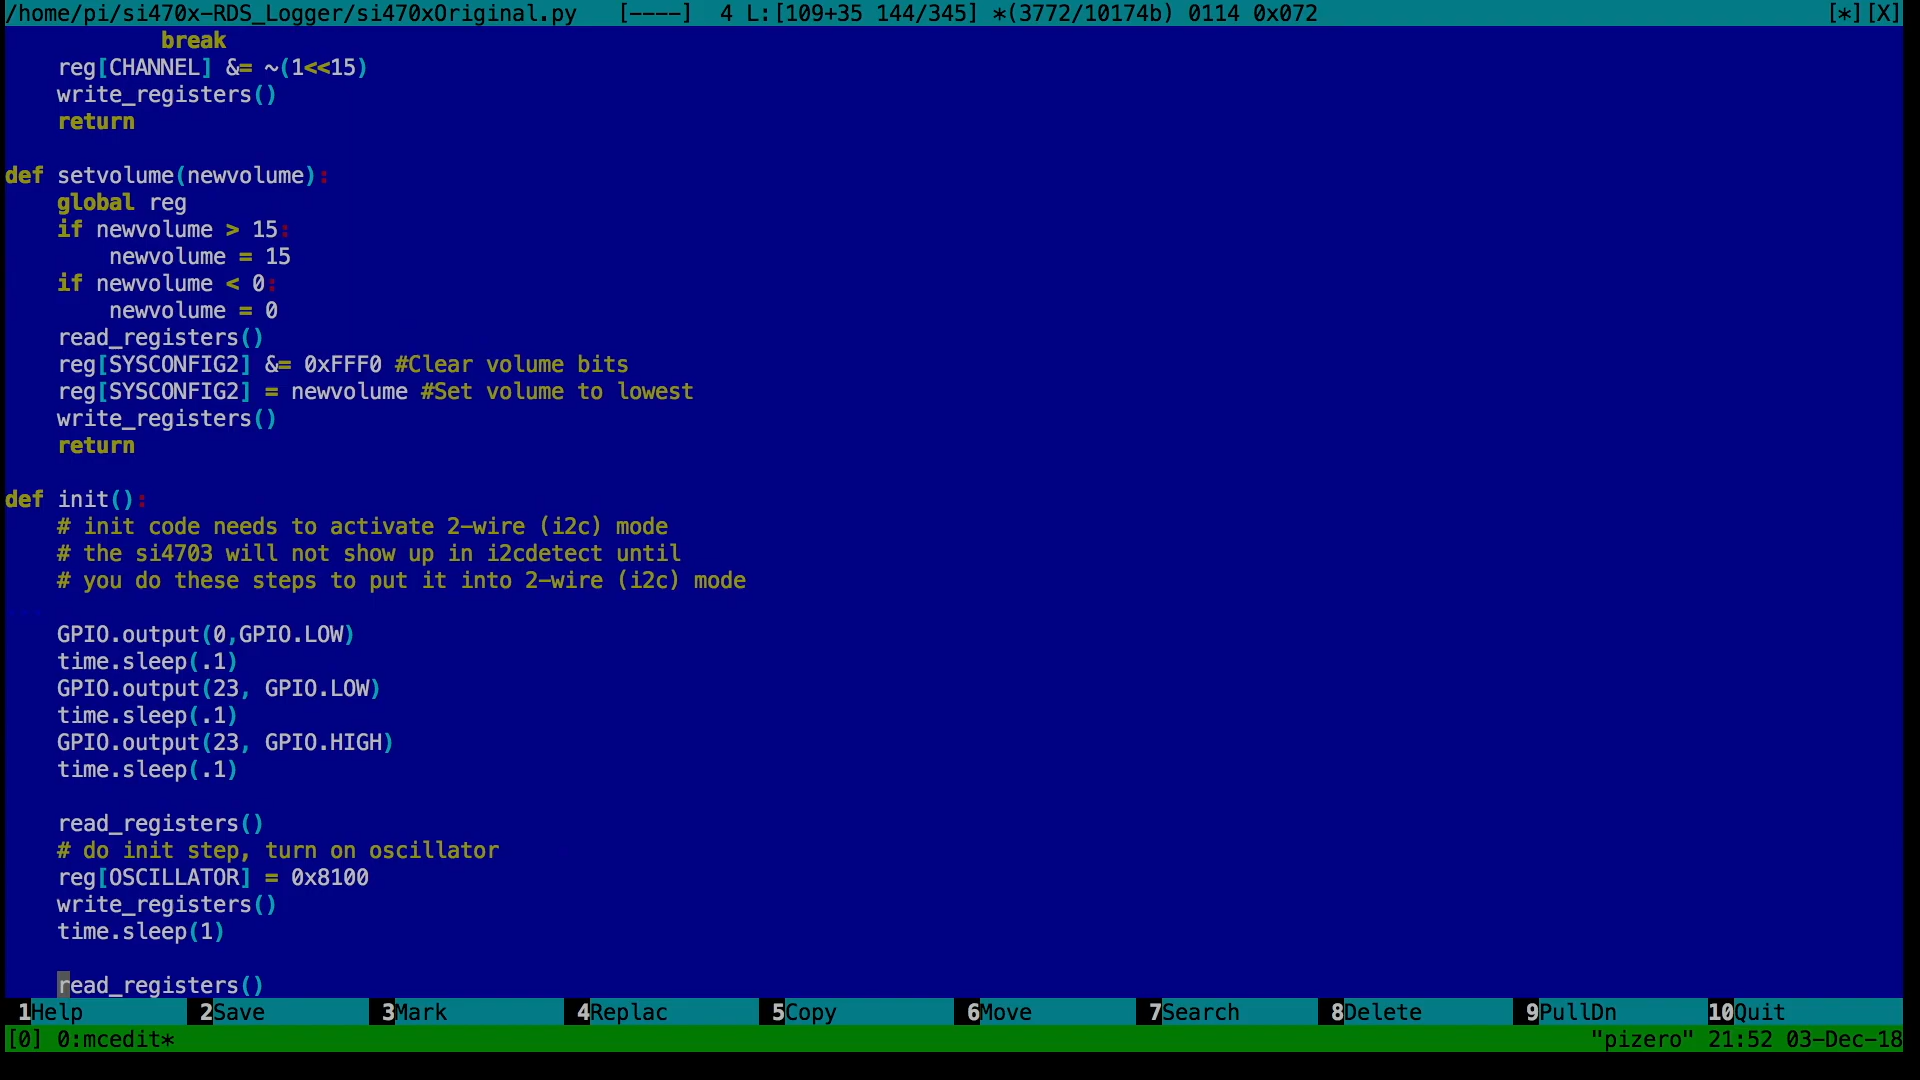 /home/pi/si470x-RDS_Logger/si470xOriginal.py   [----]  4 L:[109+35 144/345] *(3772/10174b) 0114 0x072 [*][X]
            break
    reg[CHANNEL] &= ~(1<<15)
    write_registers()
    return

def setvolume(newvolume):
    global reg
    if newvolume > 15:
        newvolume = 15
    if newvolume < 0:
        newvolume = 0
    read_registers()
    reg[SYSCONFIG2] &= 0xFFF0 #Clear volume bits
    reg[SYSCONFIG2] = newvolume #Set volume to lowest
    write_registers()
    return

def init():
    # init code needs to activate 2-wire (i2c) mode
    # the si4703 will not show up in i2cdetect until
    # you do these steps to put it into 2-wire (i2c) mode

    GPIO.output(0,GPIO.LOW)
    time.sleep(.1)
    GPIO.output(23, GPIO.LOW)
    time.sleep(.1)
    GPIO.output(23, GPIO.HIGH)
    time.sleep(.1)

    read_registers()
    # do init step, turn on oscillator
    reg[OSCILLATOR] = 0x8100
    write_registers()
    time.sleep(1)

    read_registers()
1Help 2Save 3Mark 4Replac 5Copy 6Move 7Search 8Delete 9PullDn 10Quit
[0] 0:mcedit* "pizero" 21:52 03-Dec-18